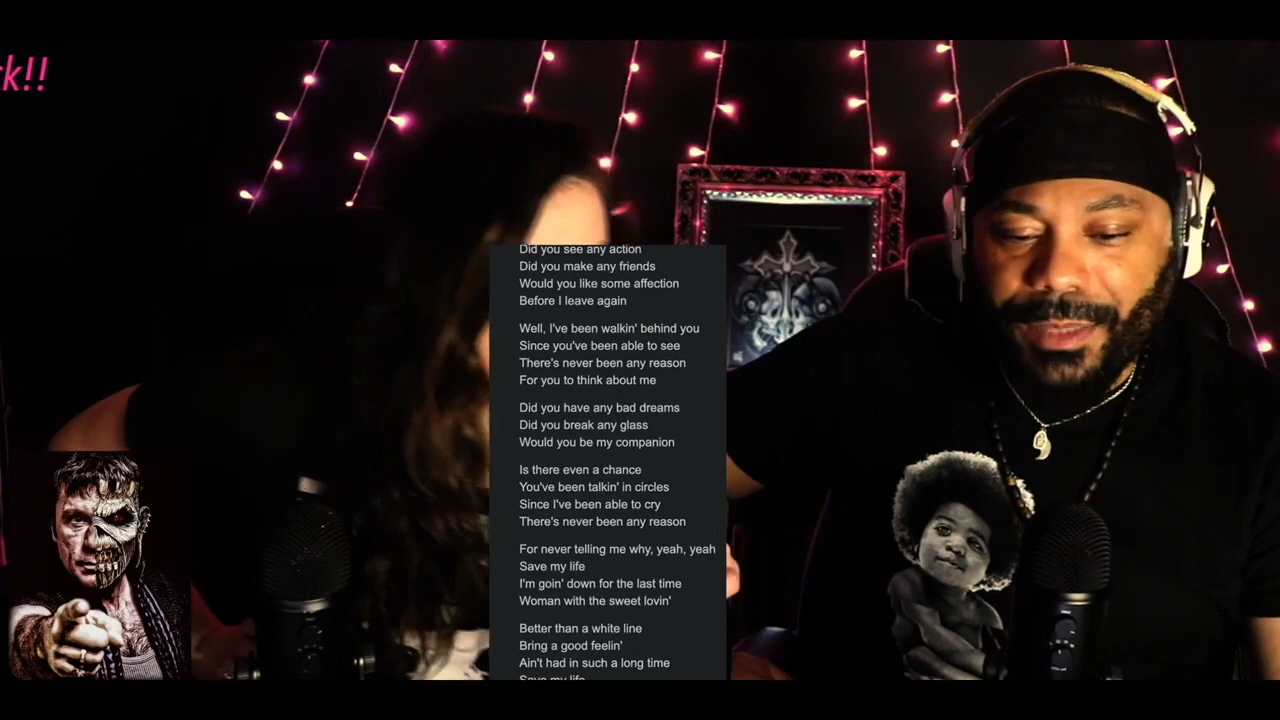 k!!
Did you see any action
Did you make any friends
Would you like some affection
Before I leave again
Well, I've been walkin' behind you
Since you've been able to see
There's never been any reason
For you to think about me
Did you have any bad dreams
Did you break any glass
Would you be my companion
Is there even a chance
You've been talkin' in circles
Since I've been able to cry
There's never been any reason
For never telling me why, yeah, yeah
Save my life
I'm goin' down for the last time
Woman with the sweet lovin'
Better than a white line
Bring a good feelin'
Ain't had in such a long time
Save my life